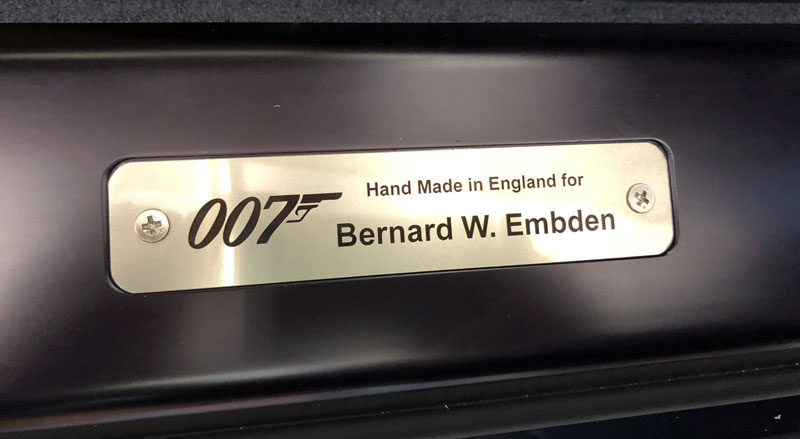 007
Hand Made in England for
Bernard W. Embden